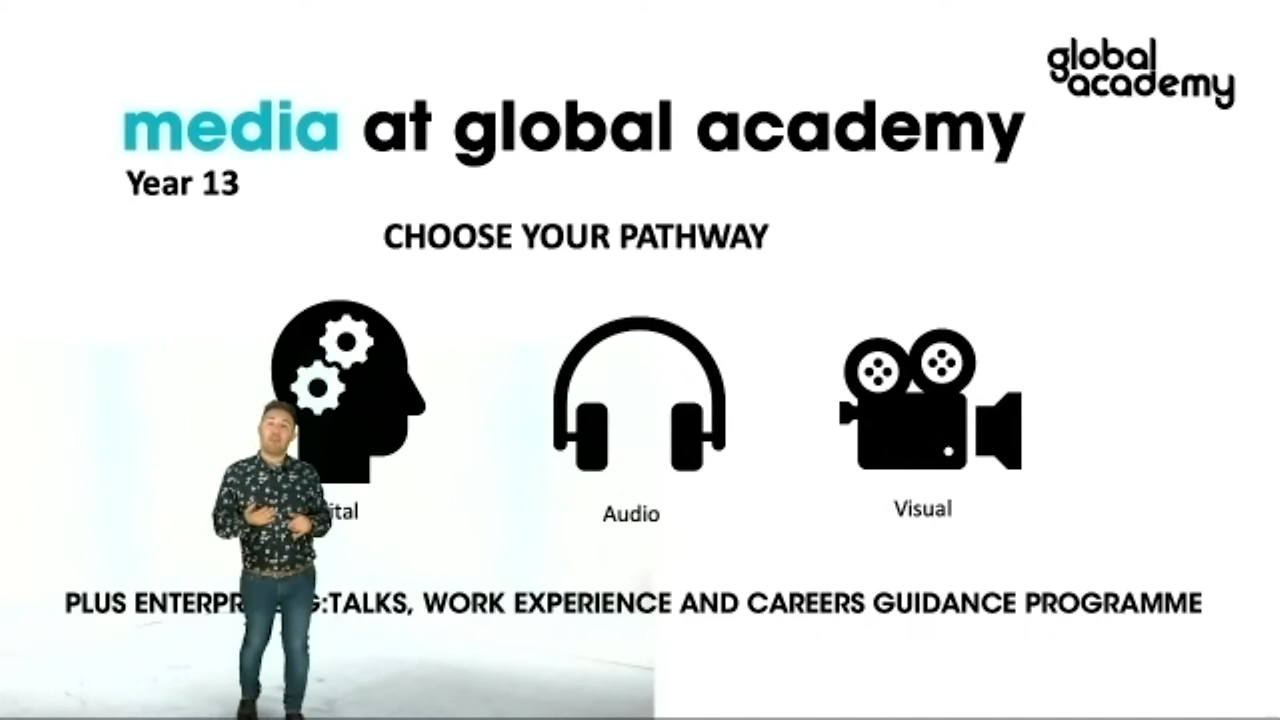 global
academy
media at global academy
Year 13
CHOOSE YOUR PATHWAY
Audio
Visual
TALKS, WORK EXPERIENCE AND CAREERS GUIDANCE PROGRAMME
PLUS